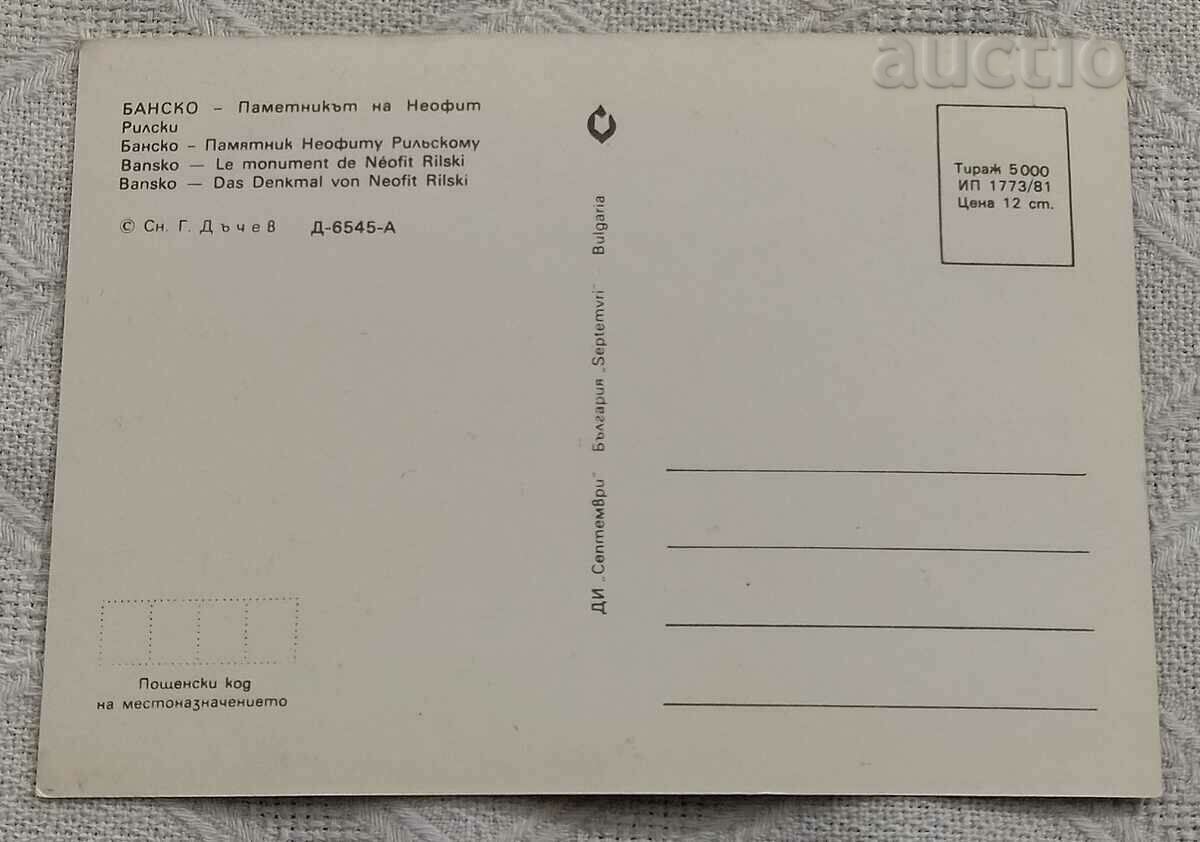 auctio
БАНСКО – Паметникът на Неофит
Рилски
Банско – Памятник Неофиту Рильскому
Bansko — Le monument de Néofit Rilski
Bansko — Das Denkmal von Neofit Rilski
© Сн. Г. Дъчев Д-6545-А
Тираж 5000
ИП 1773/81
Цена 12 ст.
ДИ „Септември" България „Septemvri" Bulgaria
Пощенски код
на местоназначението